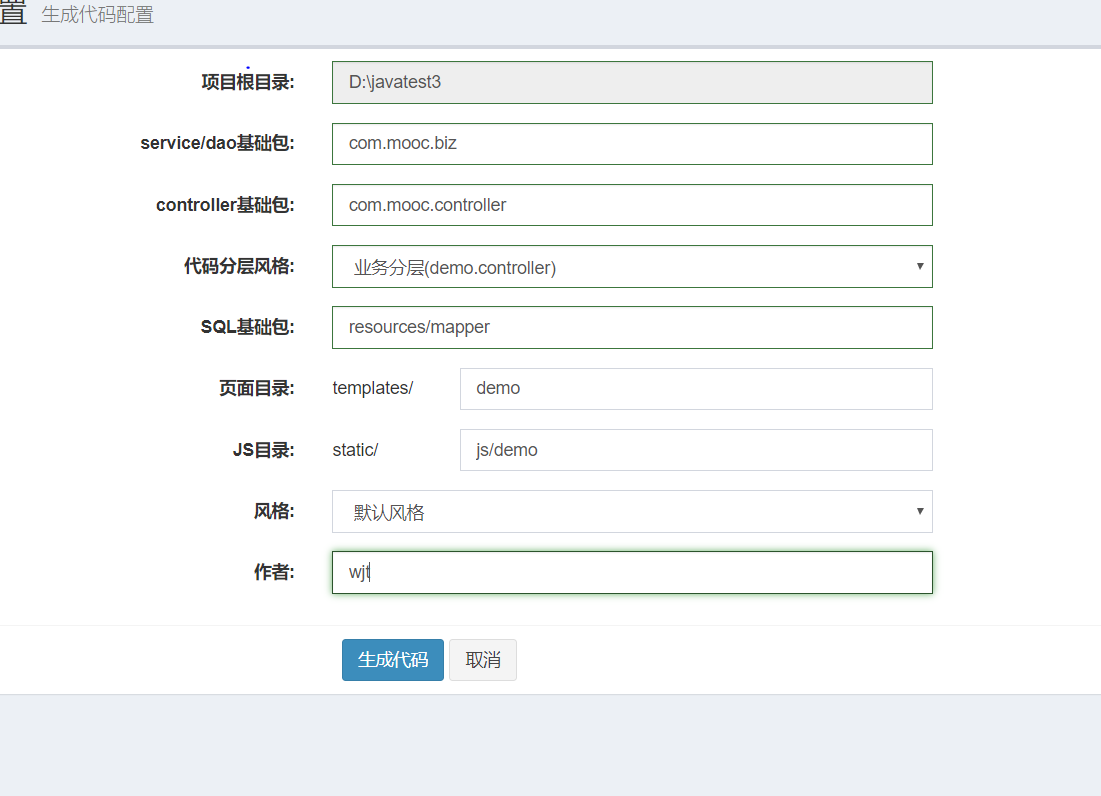 置 生成代码配置
项目根目录: D:\javatest3
service/dao基础包: com.mooc.biz
controller基础包: com.mooc.controller
代码分层风格: 业务分层(demo.controller)
SQL基础包: resources/mapper
页面目录: templates/ demo
JS目录: static/ js/demo
风格: 默认风格
作者: wjt
生成代码 取消